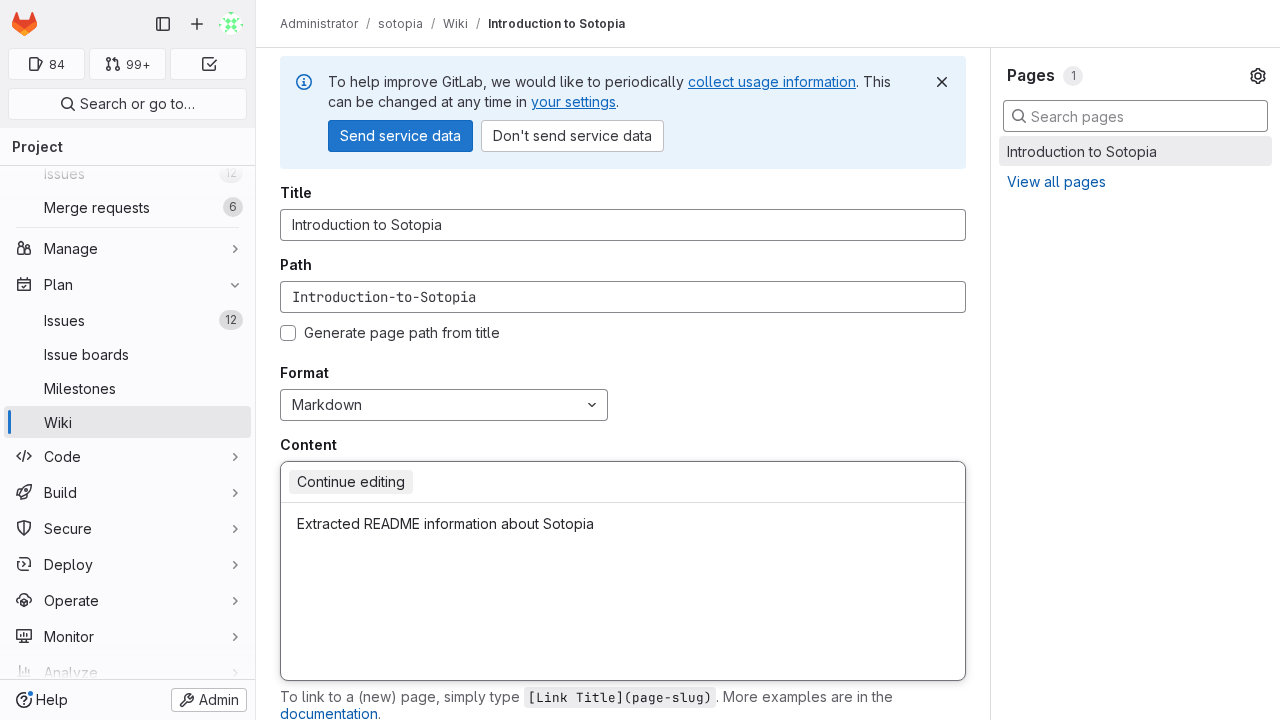 84
99+
Search or go to…
Project
Issues 12
Merge requests 6
Manage
Plan
Issues 12
Issue boards
Milestones
Wiki
Code
Build
Secure
Deploy
Operate
Monitor
Analyze
Help
Admin
Administrator / sotopia / Wiki / Introduction to Sotopia
To help improve GitLab, we would like to periodically collect usage information. This
can be changed at any time in your settings.
Send service data
Don't send service data
Title
Introduction to Sotopia
Path
Introduction-to-Sotopia
Generate page path from title
Format
Markdown
Content
Continue editing
Extracted README information about Sotopia
To link to a (new) page, simply type [Link Title](page-slug). More examples are in the
documentation.
Pages 1
Search pages
Introduction to Sotopia
View all pages